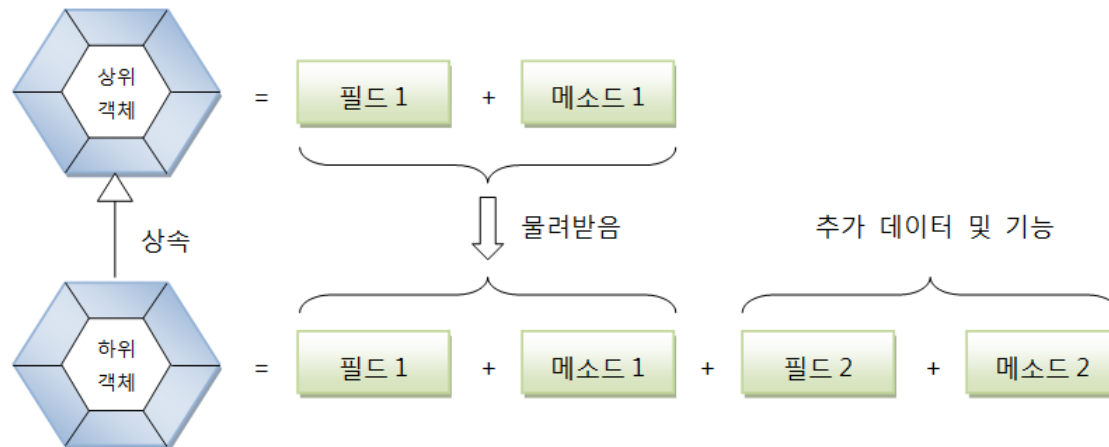 상위
객체
= 필드 1 + 메소드 1
상속
물려받음
추가 데이터 및 기능
하위
객체
= 필드 1 + 메소드 1 + 필드 2 + 메소드 2